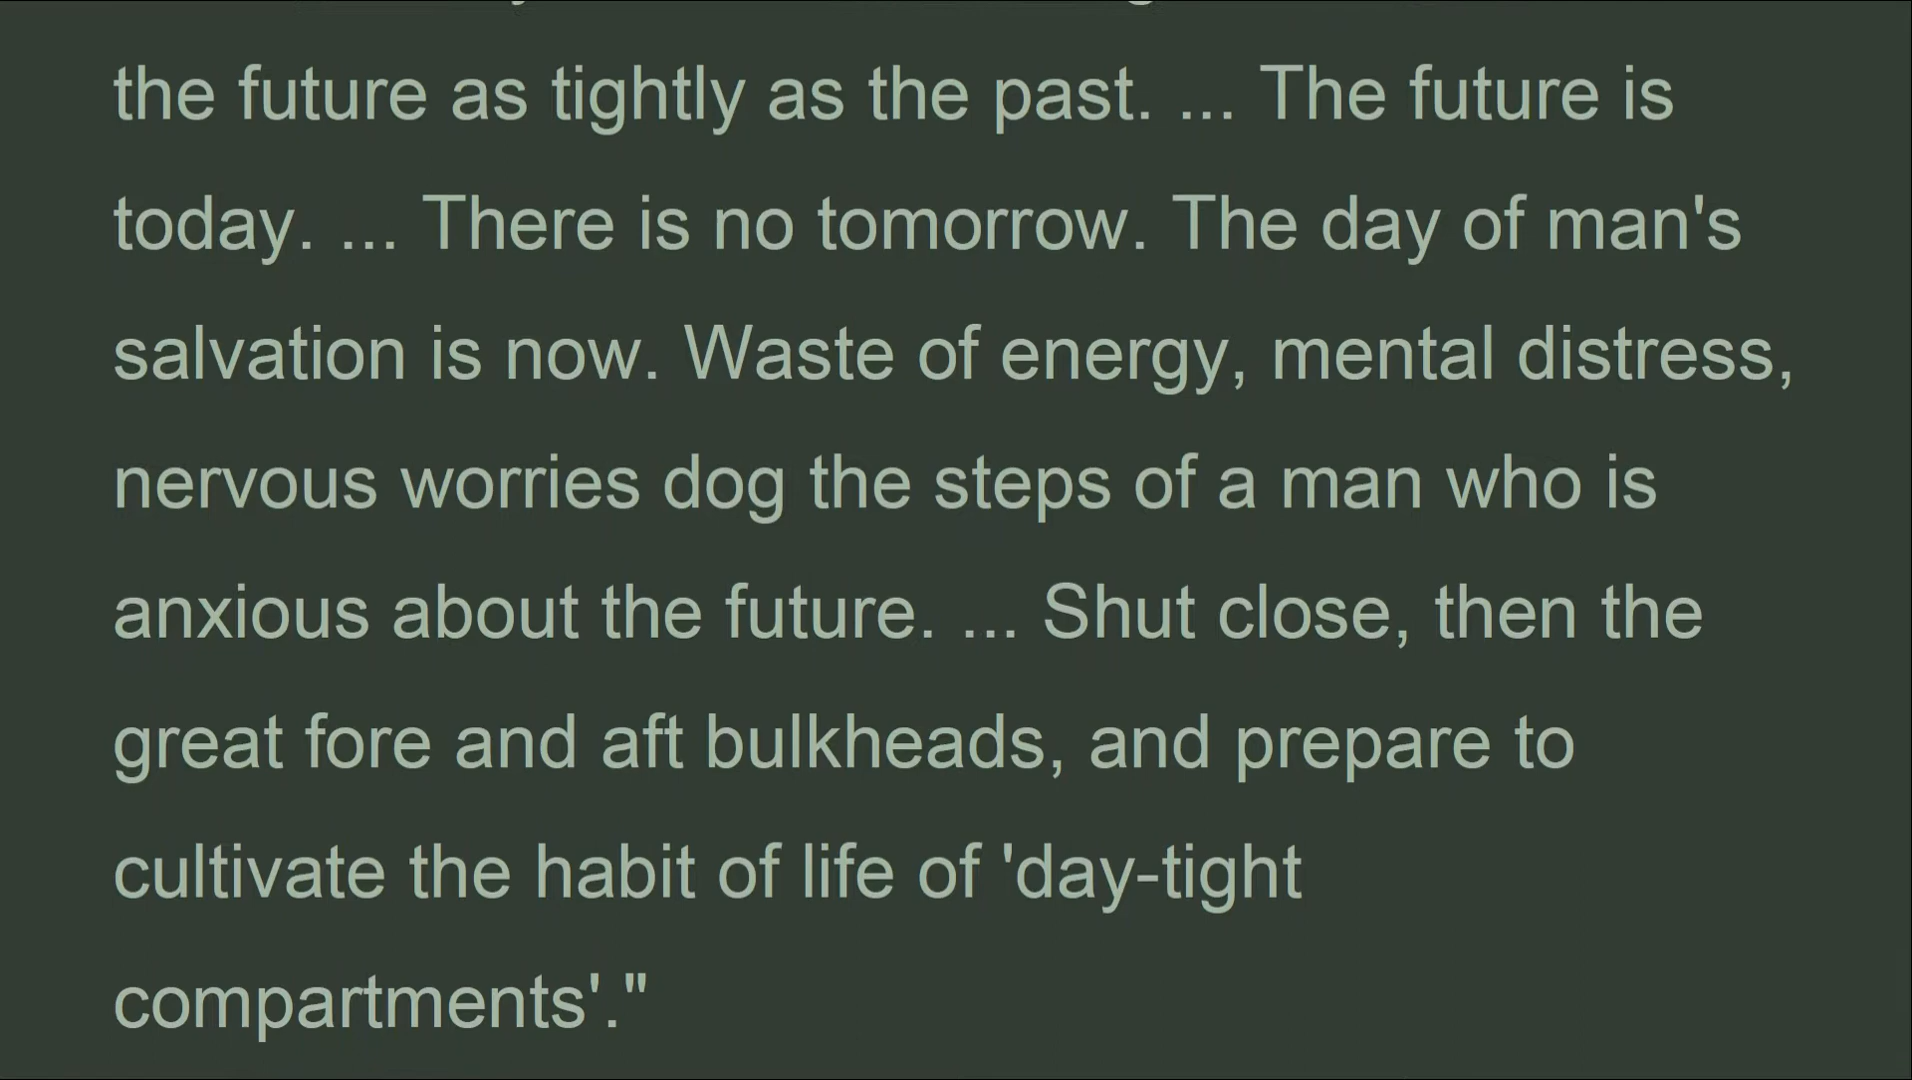 the future as tightly as the past. ... The future is
today. ... There is no tomorrow. The day of man's
salvation is now. Waste of energy, mental distress,
nervous worries dog the steps of a man who is
anxious about the future. ... Shut close, then the
great fore and aft bulkheads, and prepare to
cultivate the habit of life of 'day-tight
compartments'."